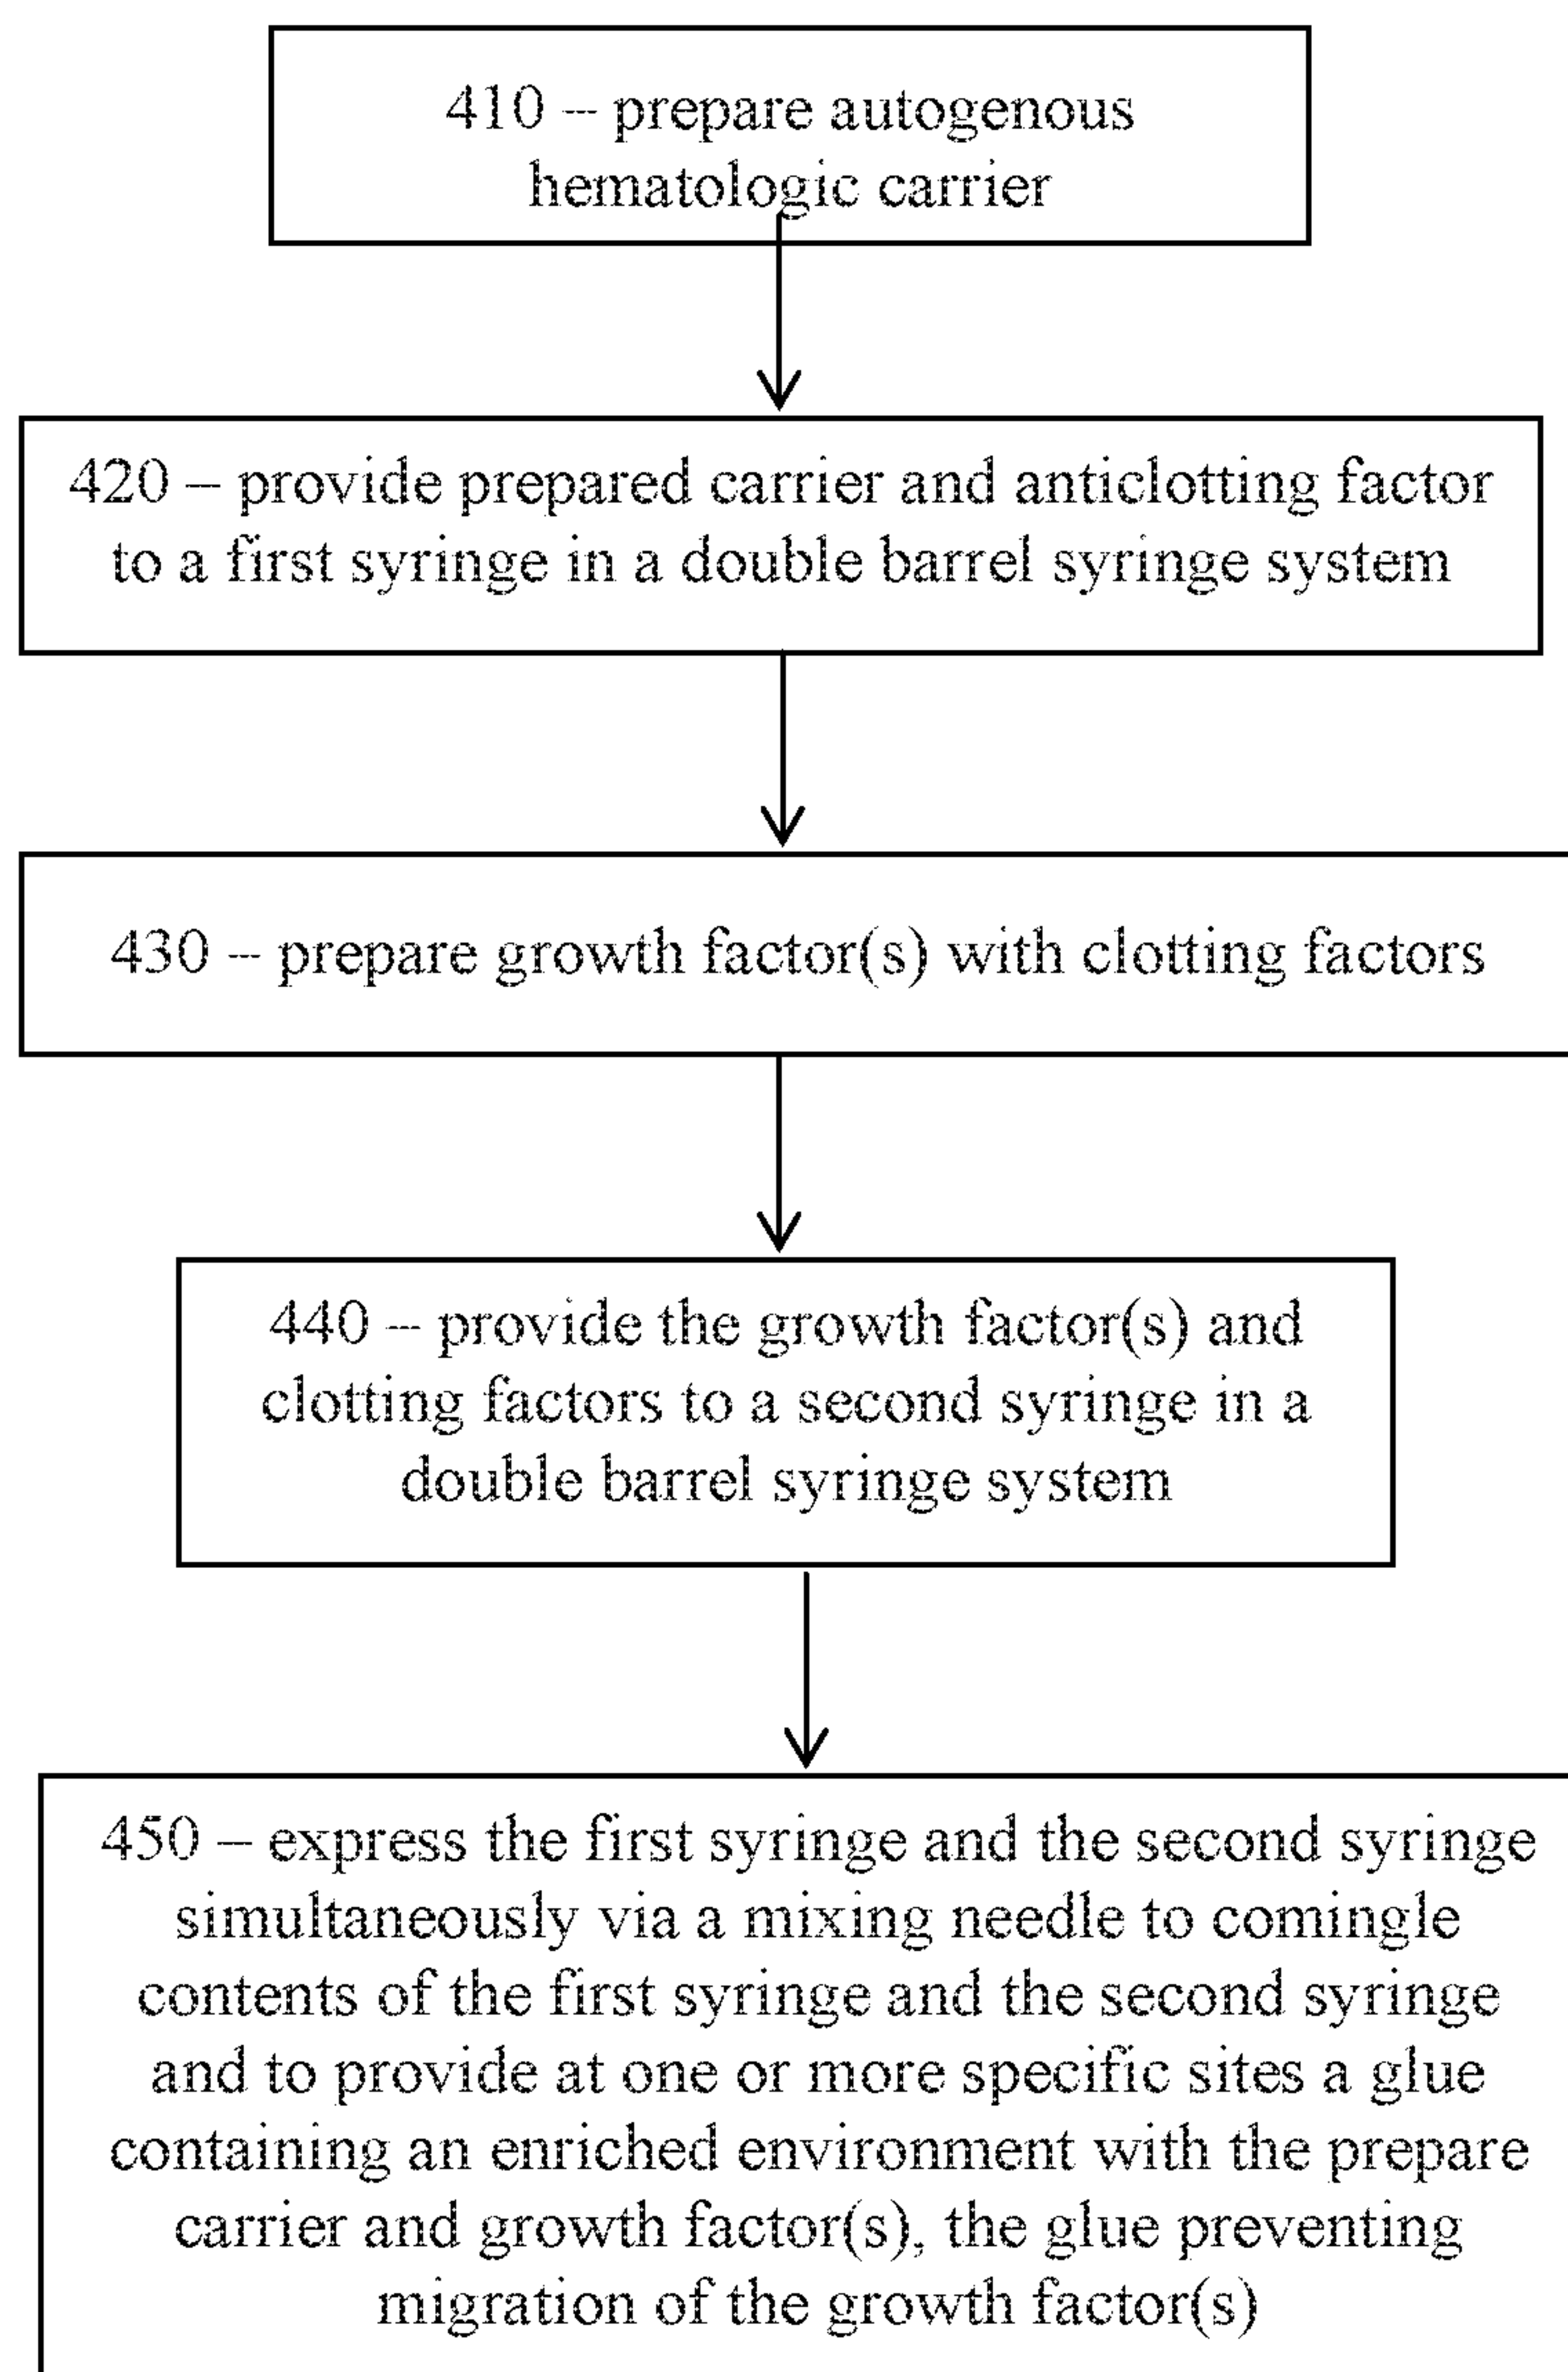 410 – prepare autogenous
hematologic carrier
420 – provide prepared carrier and anticlotting factor
to a first syringe in a double barrel syringe system
430 – prepare growth factor(s) with clotting factors
440 – provide the growth factor(s) and
clotting factors to a second syringe in a
double barrel syringe system
450 – express the first syringe and the second syringe
simultaneously via a mixing needle to comingle
contents of the first syringe and the second syringe
and to provide at one or more specific sites a glue
containing an enriched environment with the prepare
carrier and growth factor(s), the glue preventing
migration of the growth factor(s)